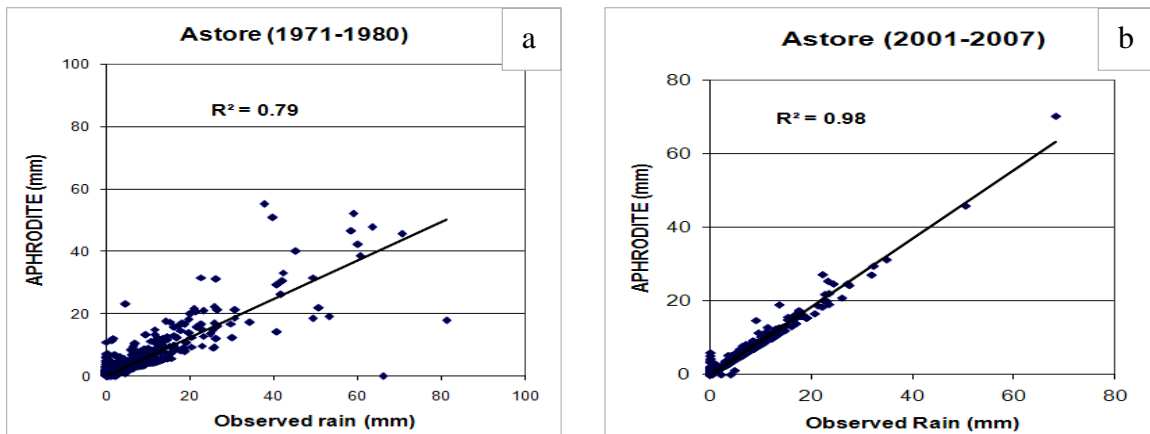 Astore (1971-1980)
a
R² = 0.79
APHRODITE (mm)
100
80
60
40
20
0
0 20 40 60 80 100
Observed rain (mm)
Astore (2001-2007)
b
R² = 0.98
APHRODITE (mm)
80
60
40
20
0
0 20 40 60 80
Observed Rain (mm)